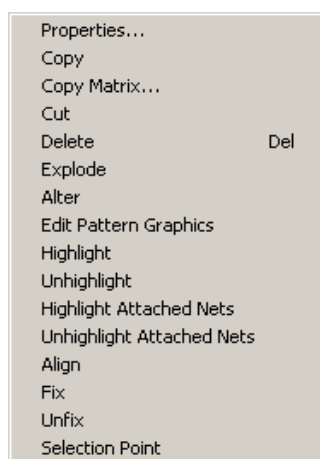 Properties...
Copy
Copy Matrix...
Cut
Delete Del
Explode
Alter
Edit Pattern Graphics
Highlight
Unhighlight
Highlight Attached Nets
Unhighlight Attached Nets
Align
Fix
Unfix
Selection Point